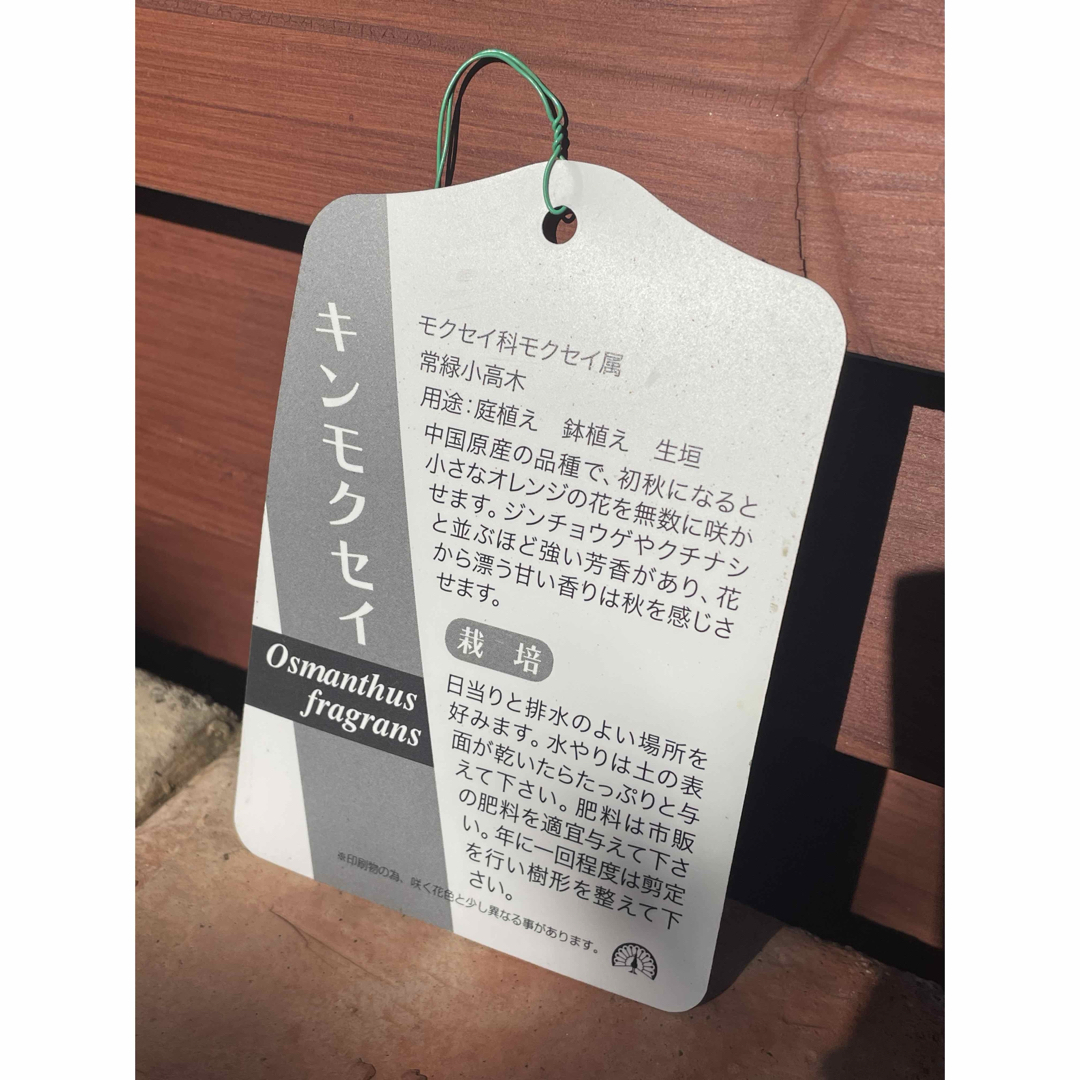 キンモクセイ
Osmanthus
fragrans
モクセイ科モクセイ属
常緑小高木
用途：庭植え　鉢植え　生垣
中国原産の品種で、初秋になると
小さなオレンジの花を無数に咲か
せます。ジンチョウゲやクチナシ
と並ぶほど強い芳香があり、花
から漂う甘い香りは秋を感じさ
せます。
栽　培
日当りと排水のよい場所を
好みます。水やりは土の表
面が乾いたらたっぷりと与
えて下さい。肥料は市販
の肥料を適宜与えて下さ
い。年に一回程度は剪定
を行い樹形を整えて下
さい。
※印刷物の為、咲く花色と少し異なる事があります。